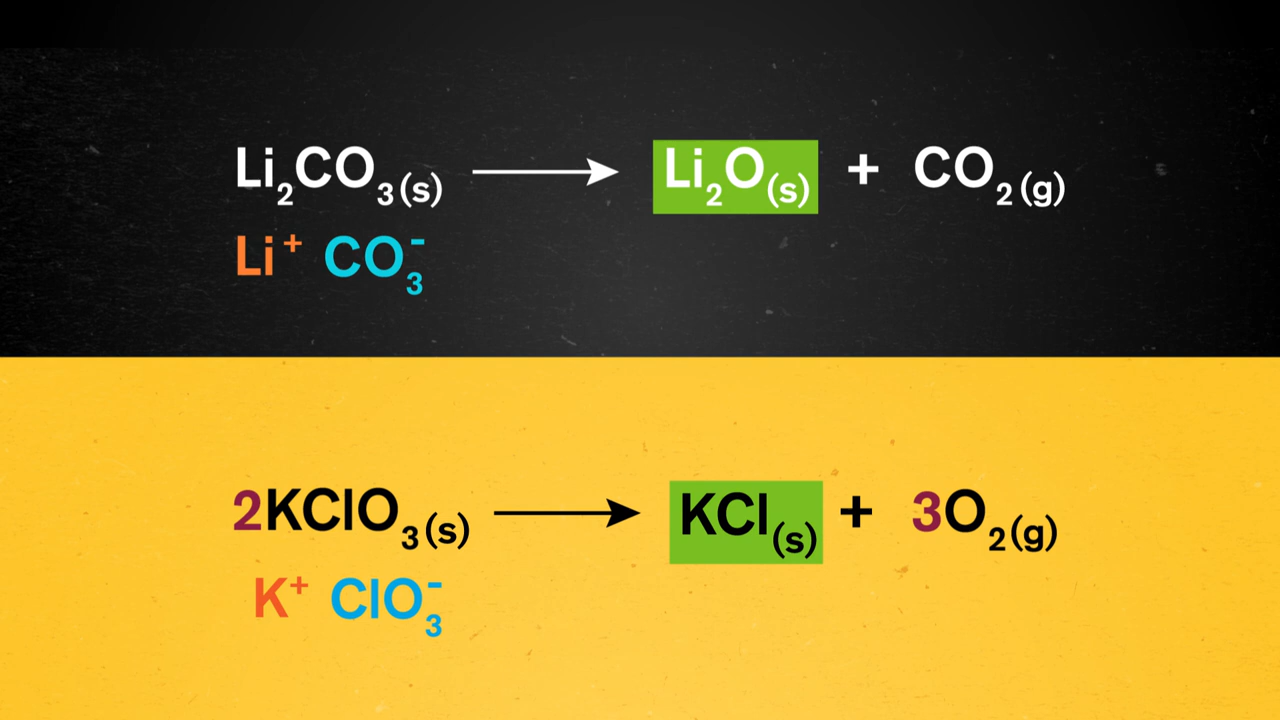 Li₂CO₃(s) ⟶ Li₂O(s) + CO₂(g)
Li⁺ CO₃⁻
2KClO₃(s) ⟶ KCl(s) + 3O₂(g)
K⁺ ClO₃⁻